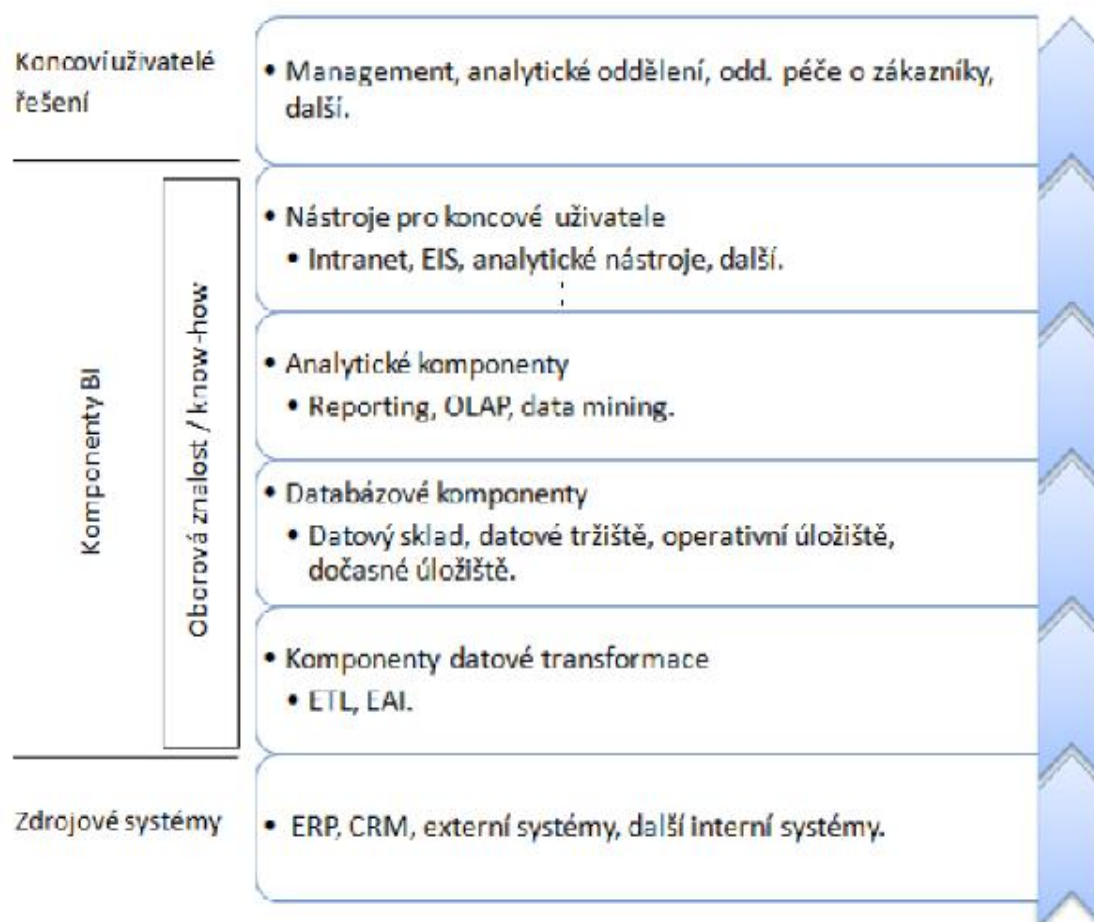 Koncoví uživatelé
řešení
• Management, analytické oddělení, odd. péče o zákazníky,
další.
Komponenty BI
Oborová znalost / know-how
• Nástroje pro koncové uživatele
• Intranet, EIS, analytické nástroje, další.
• Analytické komponenty
• Reporting, OLAP, data mining.
• Databázové komponenty
• Datový sklad, datové tržiště, operativní úložiště,
dočasné úložiště.
• Komponenty datové transformace
• ETL, EAI.
Zdrojové systémy
• ERP, CRM, externí systémy, další interní systémy.